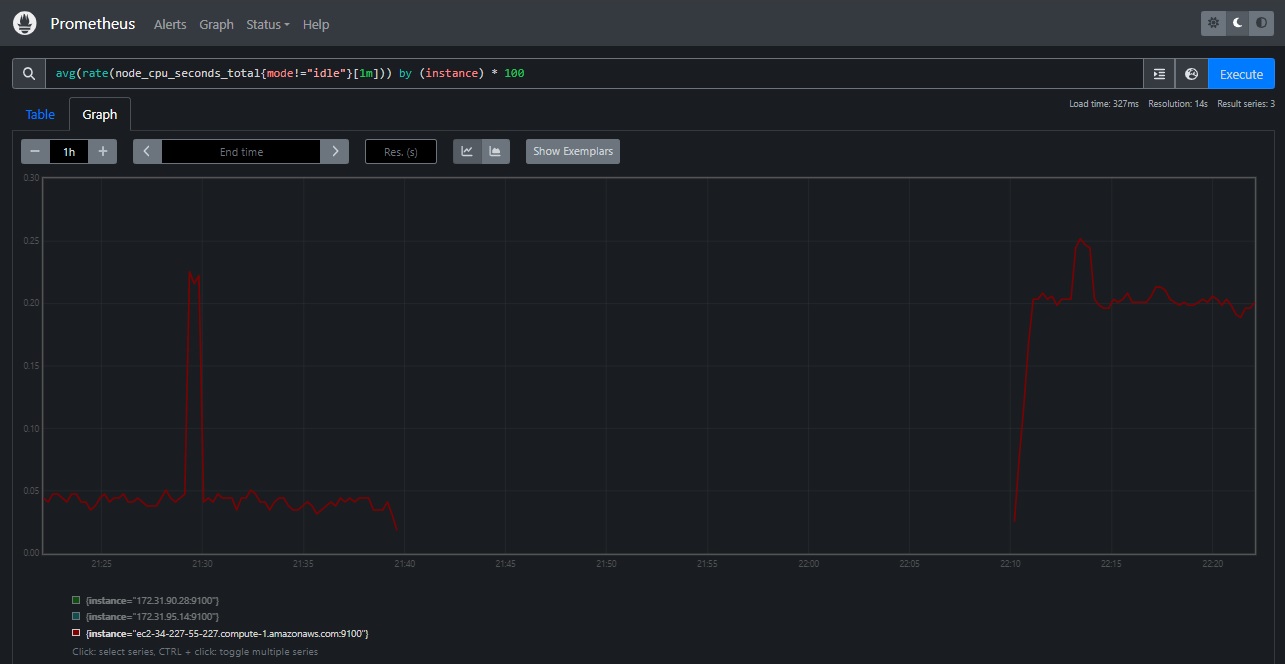 Prometheus Alerts Graph Status Help
avg(rate(node_cpu_seconds_total{mode!="idle"}[1m])) by (instance) * 100
Execute
Table Graph
Load time: 327ms Resolution: 14s Result series: 3
− 1h + End time Res. (s) Show Exemplars
0.30
0.25
0.20
0.15
0.10
0.05
0.00
21:25 21:30 21:35 21:40 21:45 21:50 21:55 22:00 22:05 22:10 22:15 22:20
{instance="172.31.90.28:9100"}
{instance="172.31.95.14:9100"}
{instance="ec2-34-227-55-227.compute-1.amazonaws.com:9100"}
Click: select series, CTRL + click: toggle multiple series